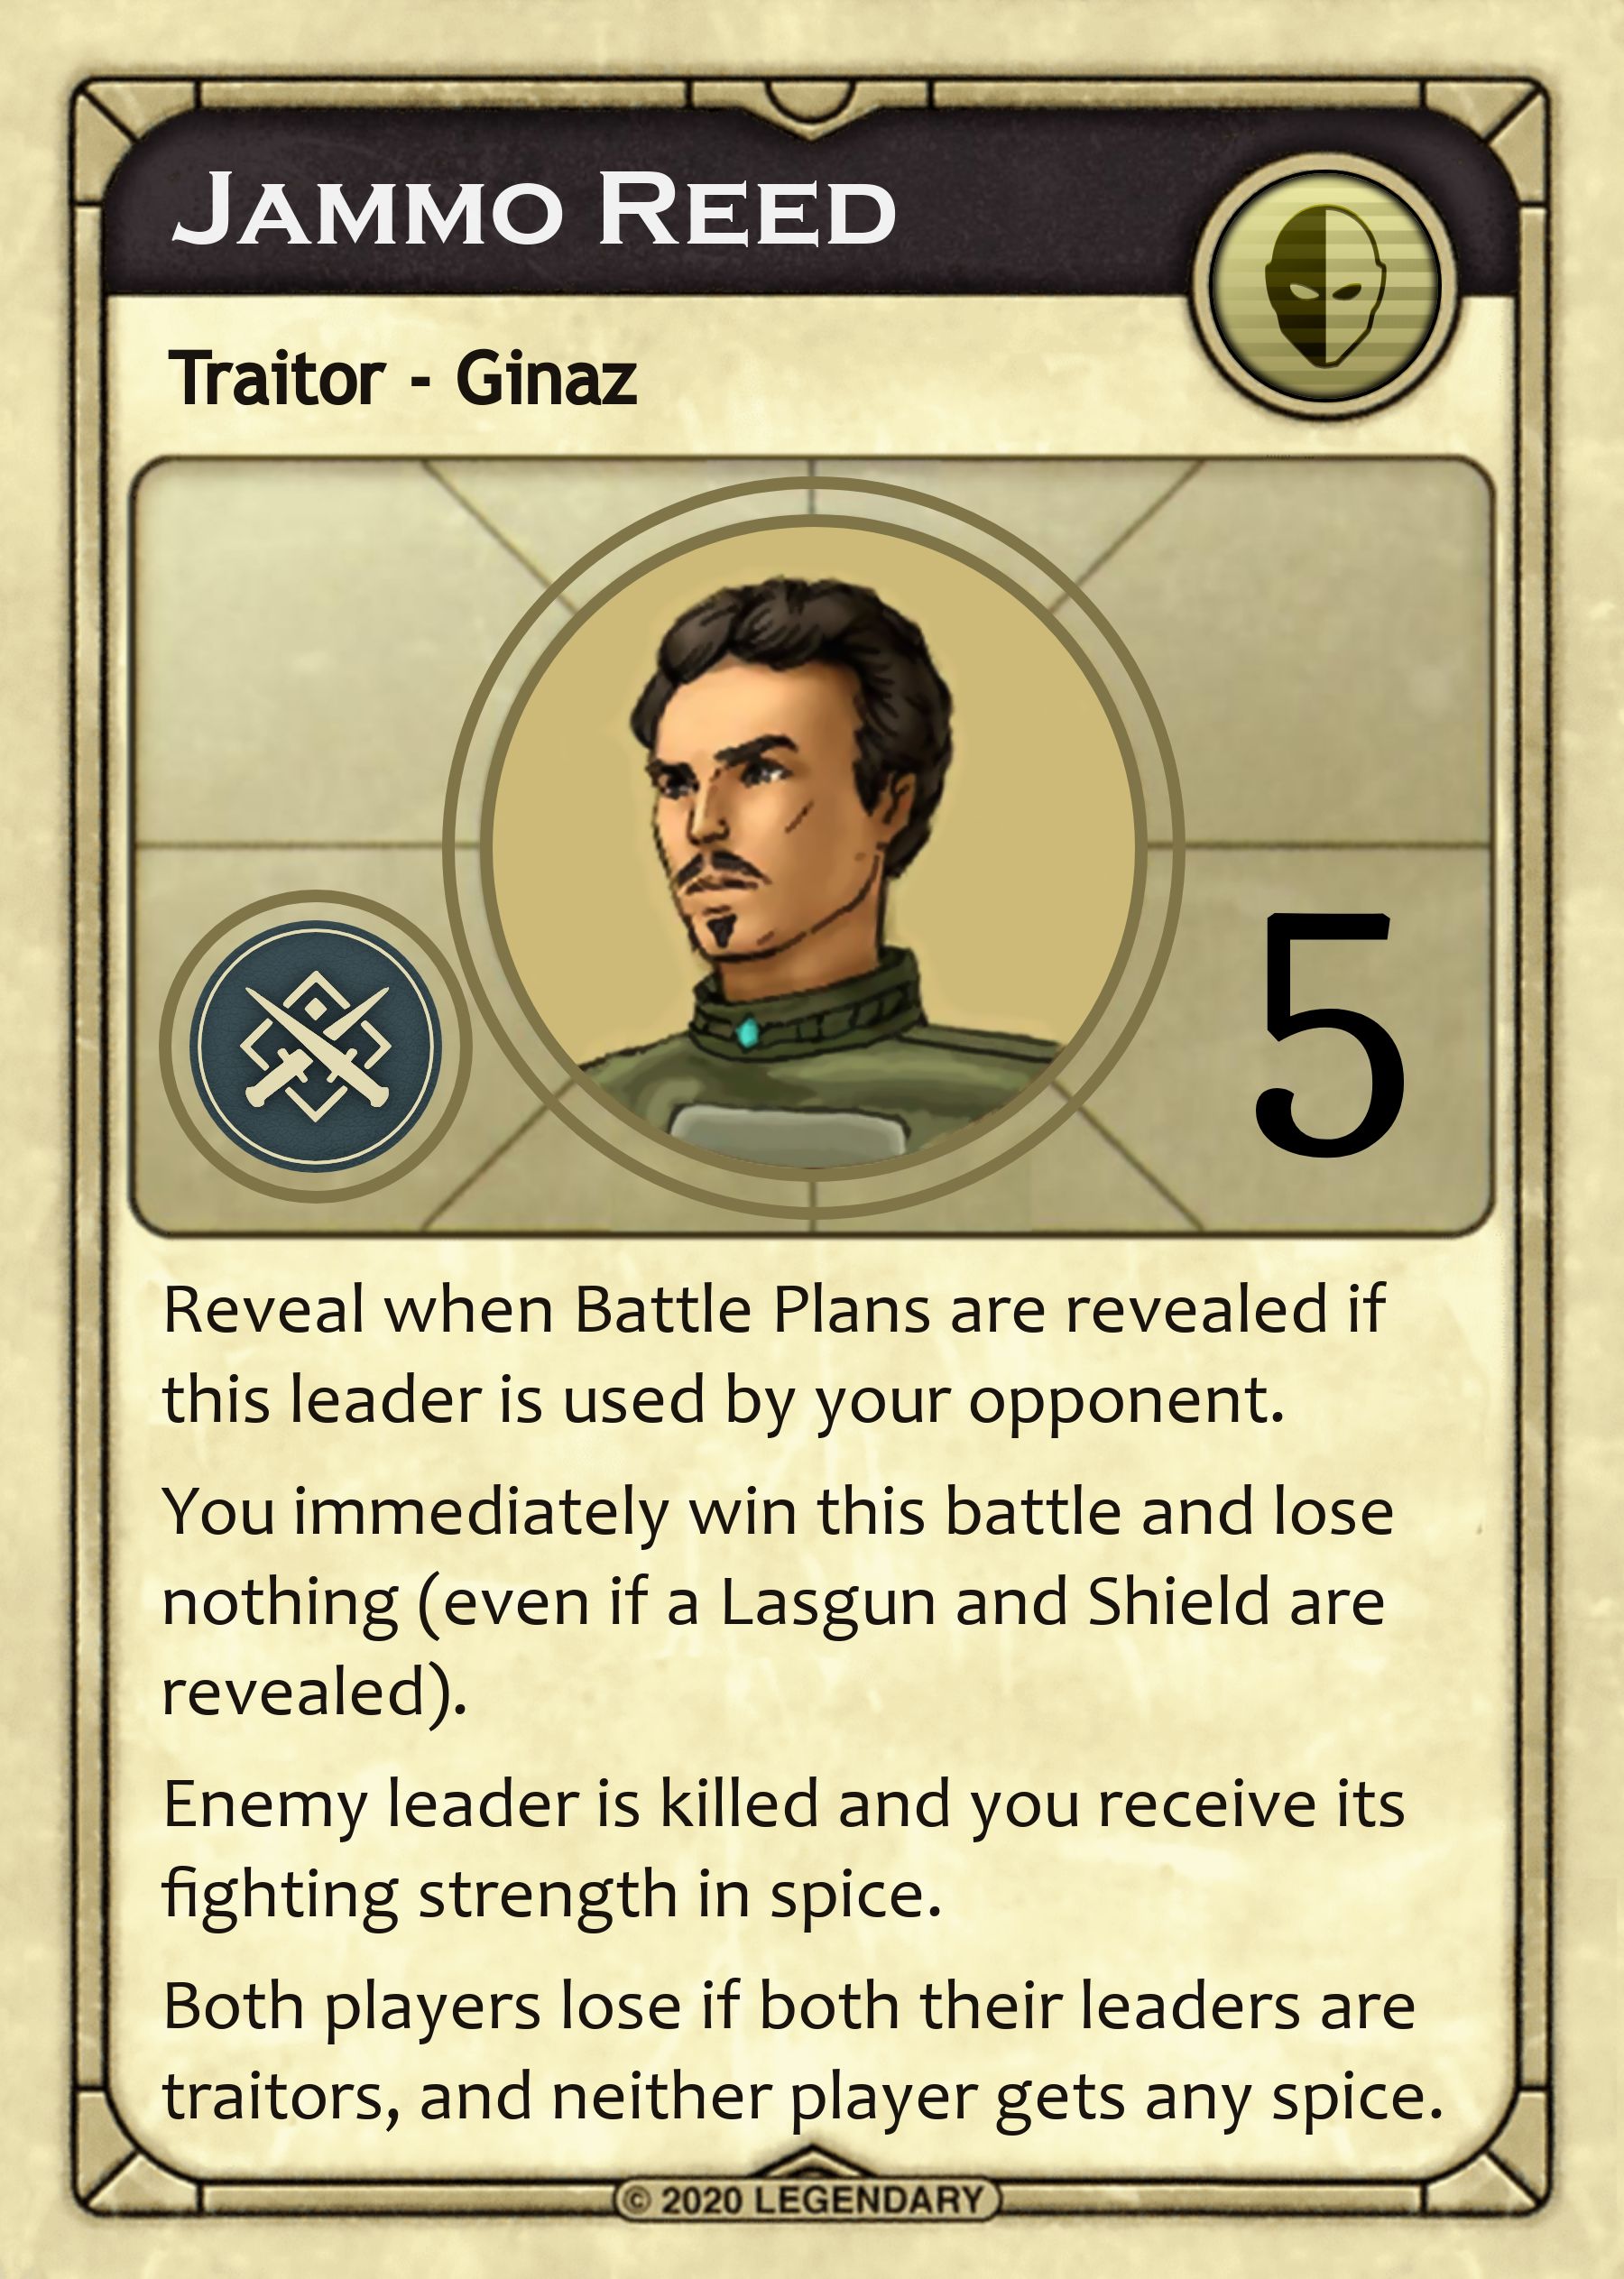 Jammo Reed
Traitor - Ginaz
5
Reveal when Battle Plans are revealed if
this leader is used by your opponent.
You immediately win this battle and lose
nothing (even if a Lasgun and Shield are
revealed).
Enemy leader is killed and you receive its
fighting strength in spice.
Both players lose if both their leaders are
traitors, and neither player gets any spice.
© 2020 LEGENDARY